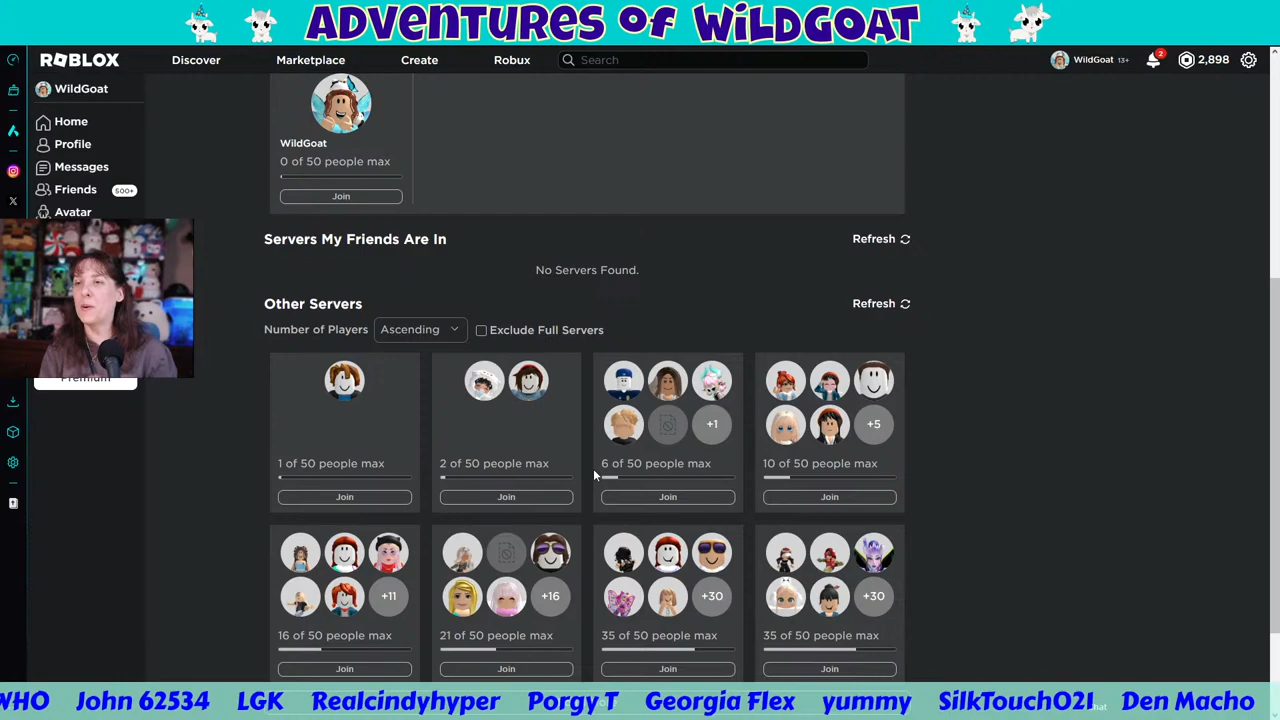 ADVENTURES OF WILDGOAT
ROBLOX
Discover
Marketplace
Create
Robux
Search
WildGoat 13+
2
2,898
WildGoat
Home
Profile
Messages
Friends
500+
Avatar
Premium
WildGoat
0 of 50 people max
Join
Servers My Friends Are In
Refresh
No Servers Found.
Other Servers
Refresh
Number of Players
Ascending
Exclude Full Servers
+1
+5
1 of 50 people max
2 of 50 people max
6 of 50 people max
10 of 50 people max
Join
Join
Join
Join
+11
+16
+30
+30
16 of 50 people max
21 of 50 people max
35 of 50 people max
35 of 50 people max
Join
Join
Join
Join
WHO John 62534 LGK Realcindyhyper Porgy T Georgia Flex yummy SilkTouch021 Den Macho